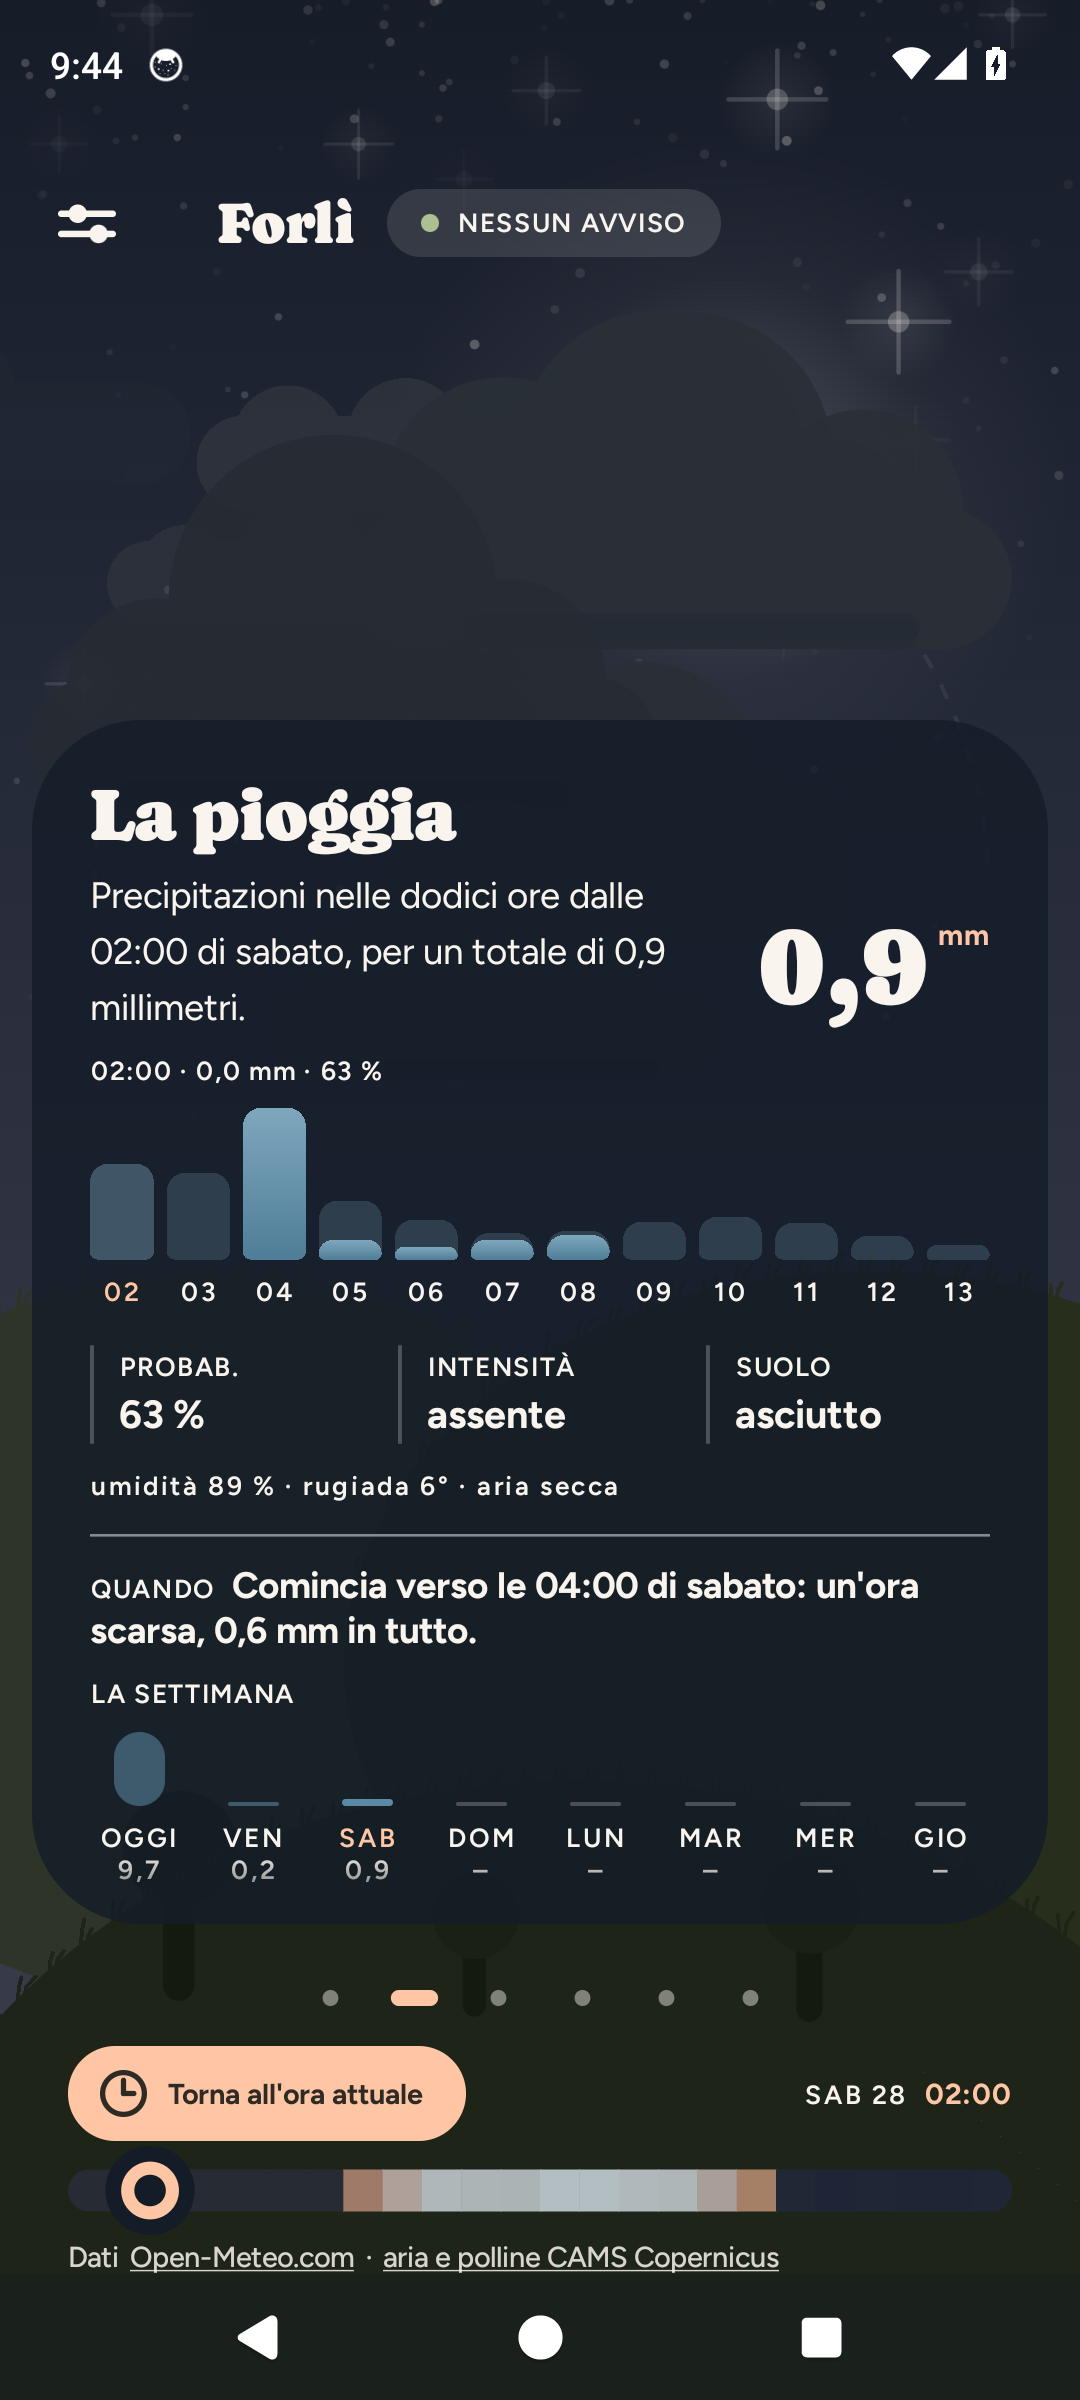 9:44
Forlì NESSUN AVVISO
La pioggia
Precipitazioni nelle dodici ore dalle
02:00 di sabato, per un totale di 0,9
millimetri.
0,9 mm
02:00 · 0,0 mm · 63 %
02 03 04 05 06 07 08 09 10 11 12 13
PROBAB. INTENSITÀ SUOLO
63 % assente asciutto
umidità 89 % · rugiada 6° · aria secca
QUANDO Comincia verso le 04:00 di sabato: un'ora
scarsa, 0,6 mm in tutto.
LA SETTIMANA
OGGI VEN SAB DOM LUN MAR MER GIO
9,7 0,2 0,9 – – – – –
Torna all'ora attuale SAB 28 02:00
Dati Open-Meteo.com · aria e polline CAMS Copernicus